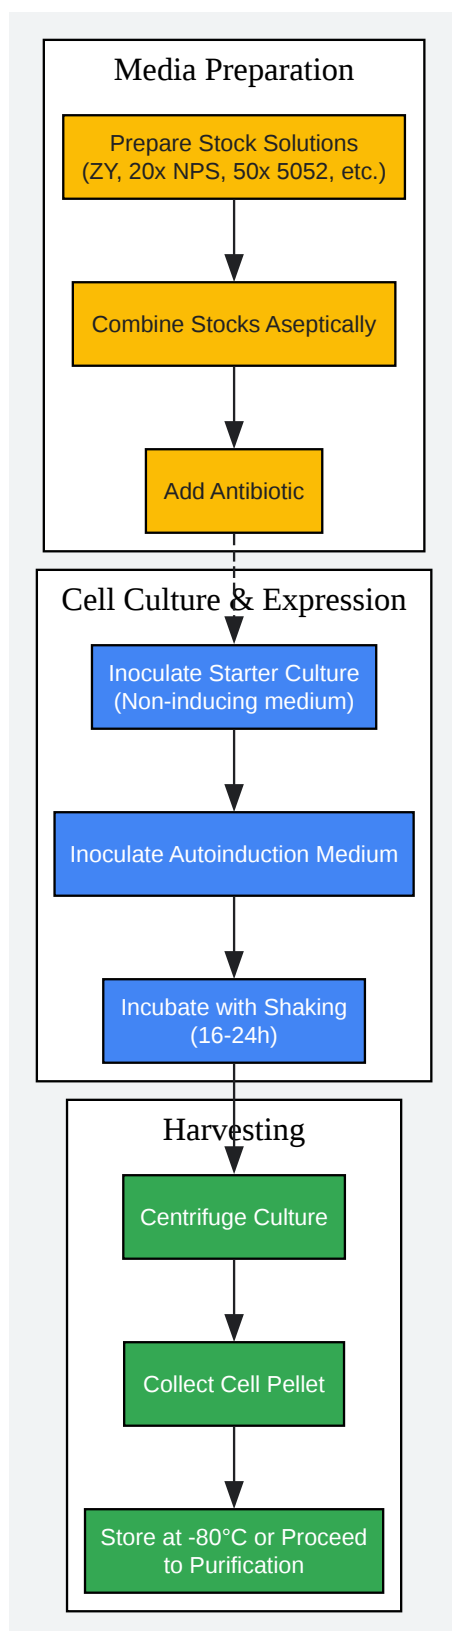 Media Preparation
Prepare Stock Solutions
(ZY, 20x NPS, 50x 5052, etc.)
Combine Stocks Aseptically
Add Antibiotic
Cell Culture & Expression
Inoculate Starter Culture
(Non-inducing medium)
Inoculate Autoinduction Medium
Incubate with Shaking
(16-24h)
Harvesting
Centrifuge Culture
Collect Cell Pellet
Store at -80°C or Proceed
to Purification